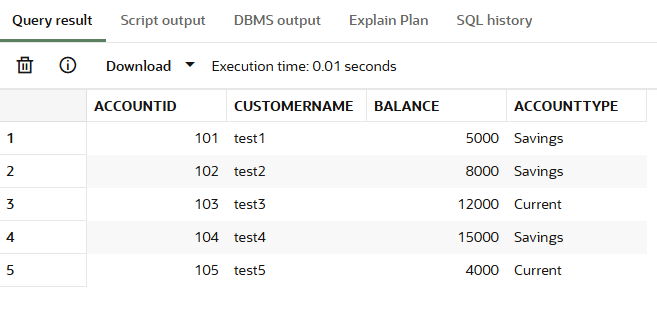 Query result Script output DBMS output Explain Plan SQL history
Download Execution time: 0.01 seconds
ACCOUNTID CUSTOMERNAME BALANCE ACCOUNTTYPE
1 101 test1 5000 Savings
2 102 test2 8000 Savings
3 103 test3 12000 Current
4 104 test4 15000 Savings
5 105 test5 4000 Current